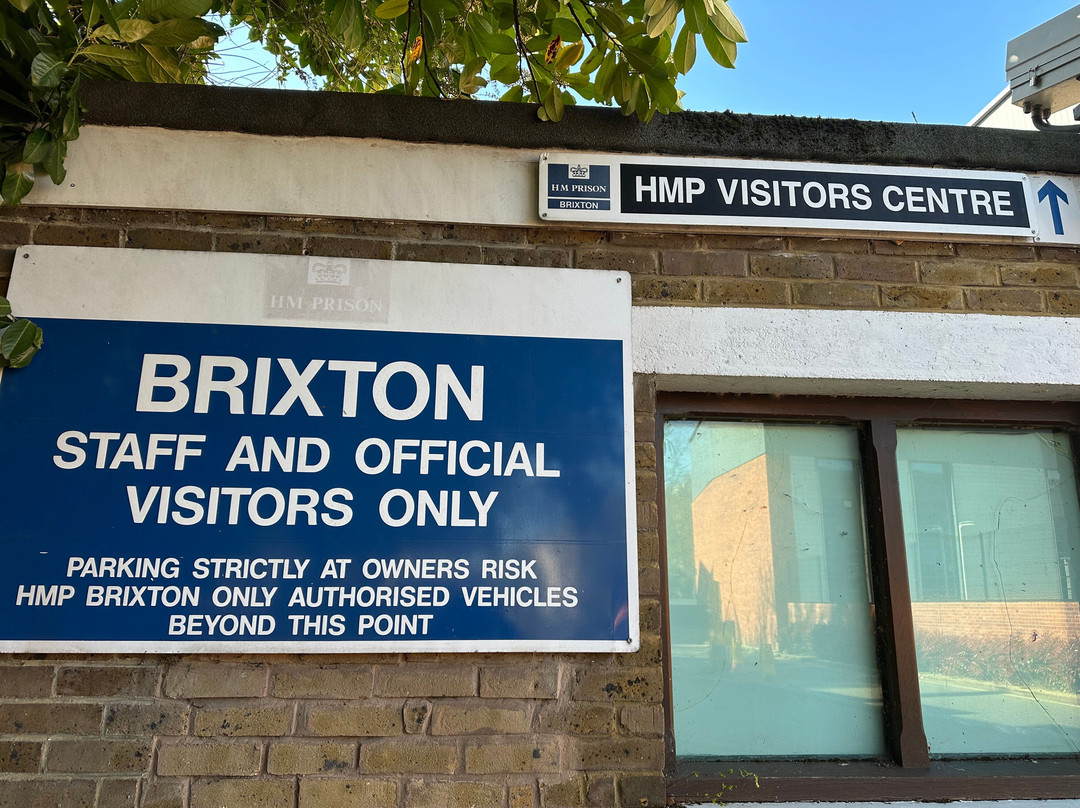 HM PRISON
BRIXTON
HMP VISITORS CENTRE
HM PRISON
BRIXTON
STAFF AND OFFICIAL
VISITORS ONLY
PARKING STRICTLY AT OWNERS RISK
HMP BRIXTON ONLY AUTHORISED VEHICLES
BEYOND THIS POINT